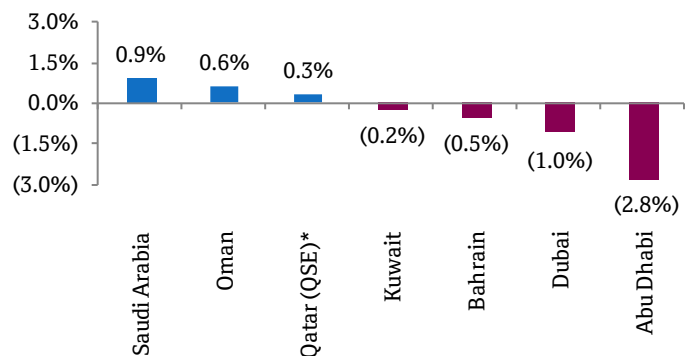 3.0%
1.5%
0.0%
(1.5%)
(3.0%)
0.9%
0.6%
0.3%
(0.2%)
(0.5%)
(1.0%)
(2.8%)
Saudi Arabia
Oman
Qatar (QSE)*
Kuwait
Bahrain
Dubai
Abu Dhabi